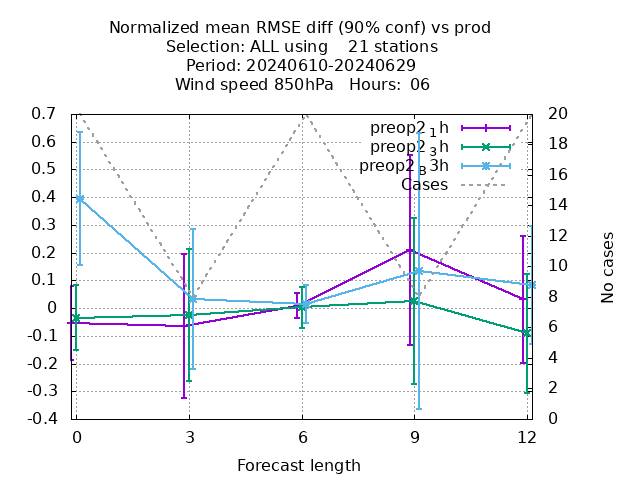 Normalized mean RMSE diff (90% conf) vs prod
Selection: ALL using    21 stations
Period: 20240610-20240629
Wind speed 850hPa   Hours:  06
0.7
0.6
0.5
0.4
0.3
0.2
0.1
0
-0.1
-0.2
-0.3
-0.4
preop2₁h
preop2₃h
preop2_B3h
Cases
20
18
16
14
12
10
8
6
4
2
0
No cases
0
3
6
9
12
Forecast length